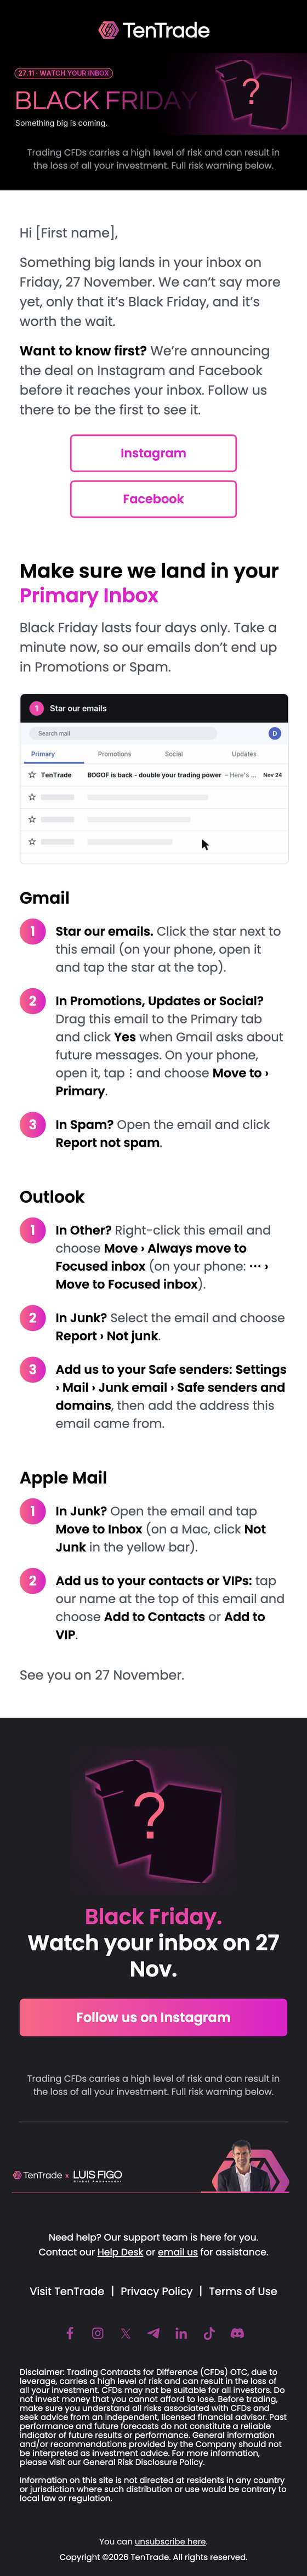 TenTrade
27.11 · WATCH YOUR INBOX
BLACK FRIDAY
Something big is coming.
?
Trading CFDs carries a high level of risk and can result in
the loss of all your investment. Full risk warning below.
Hi [First name],
Something big lands in your inbox on
Friday, 27 November. We can't say more
yet, only that it's Black Friday, and it's
worth the wait.
Want to know first? We're announcing
the deal on Instagram and Facebook
before it reaches your inbox. Follow us
there to be the first to see it.
Instagram
Facebook
Make sure we land in your
Primary Inbox
Black Friday lasts four days only. Take a
minute now, so our emails don't end up
in Promotions or Spam.
1 Star our emails
Search mail D
Primary Promotions Social Updates
TenTrade BOGOF is back - double your trading power - Here's ... Nov 24
Gmail
1 Star our emails. Click the star next to
this email (on your phone, open it
and tap the star at the top).
2 In Promotions, Updates or Social?
Drag this email to the Primary tab
and click Yes when Gmail asks about
future messages. On your phone,
open it, tap ⋮ and choose Move to ›
Primary.
3 In Spam? Open the email and click
Report not spam.
Outlook
1 In Other? Right-click this email and
choose Move › Always move to
Focused inbox (on your phone: ··· ›
Move to Focused inbox).
2 In Junk? Select the email and choose
Report › Not junk.
3 Add us to your Safe senders: Settings
› Mail › Junk email › Safe senders and
domains, then add the address this
email came from.
Apple Mail
1 In Junk? Open the email and tap
Move to Inbox (on a Mac, click Not
Junk in the yellow bar).
2 Add us to your contacts or VIPs: tap
our name at the top of this email and
choose Add to Contacts or Add to
VIP.
See you on 27 November.
?
Black Friday.
Watch your inbox on 27
Nov.
Follow us on Instagram
Trading CFDs carries a high level of risk and can result in
the loss of all your investment. Full risk warning below.
TenTrade x LUIS FIGO
BRAND AMBASSADOR
Need help? Our support team is here for you.
Contact our Help Desk or email us for assistance.
Visit TenTrade | Privacy Policy | Terms of Use
Disclaimer: Trading Contracts for Difference (CFDs) OTC, due to
leverage, carries a high level of risk and can result in the loss of
all your investment. CFDs may not be suitable for all investors. Do
not invest money that you cannot afford to lose. Before trading,
make sure you understand all risks associated with CFDs and
seek advice from an independent, licensed financial advisor. Past
performance and future forecasts do not constitute a reliable
indicator of future results or performance. General information
and/or recommendations provided by the Company should not
be interpreted as investment advice. For more information,
please visit our General Risk Disclosure Policy.
Information on this site is not directed at residents in any country
or jurisdiction where such distribution or use would be contrary to
local law or regulation.
You can unsubscribe here.
Copyright ©2026 TenTrade. All rights reserved.